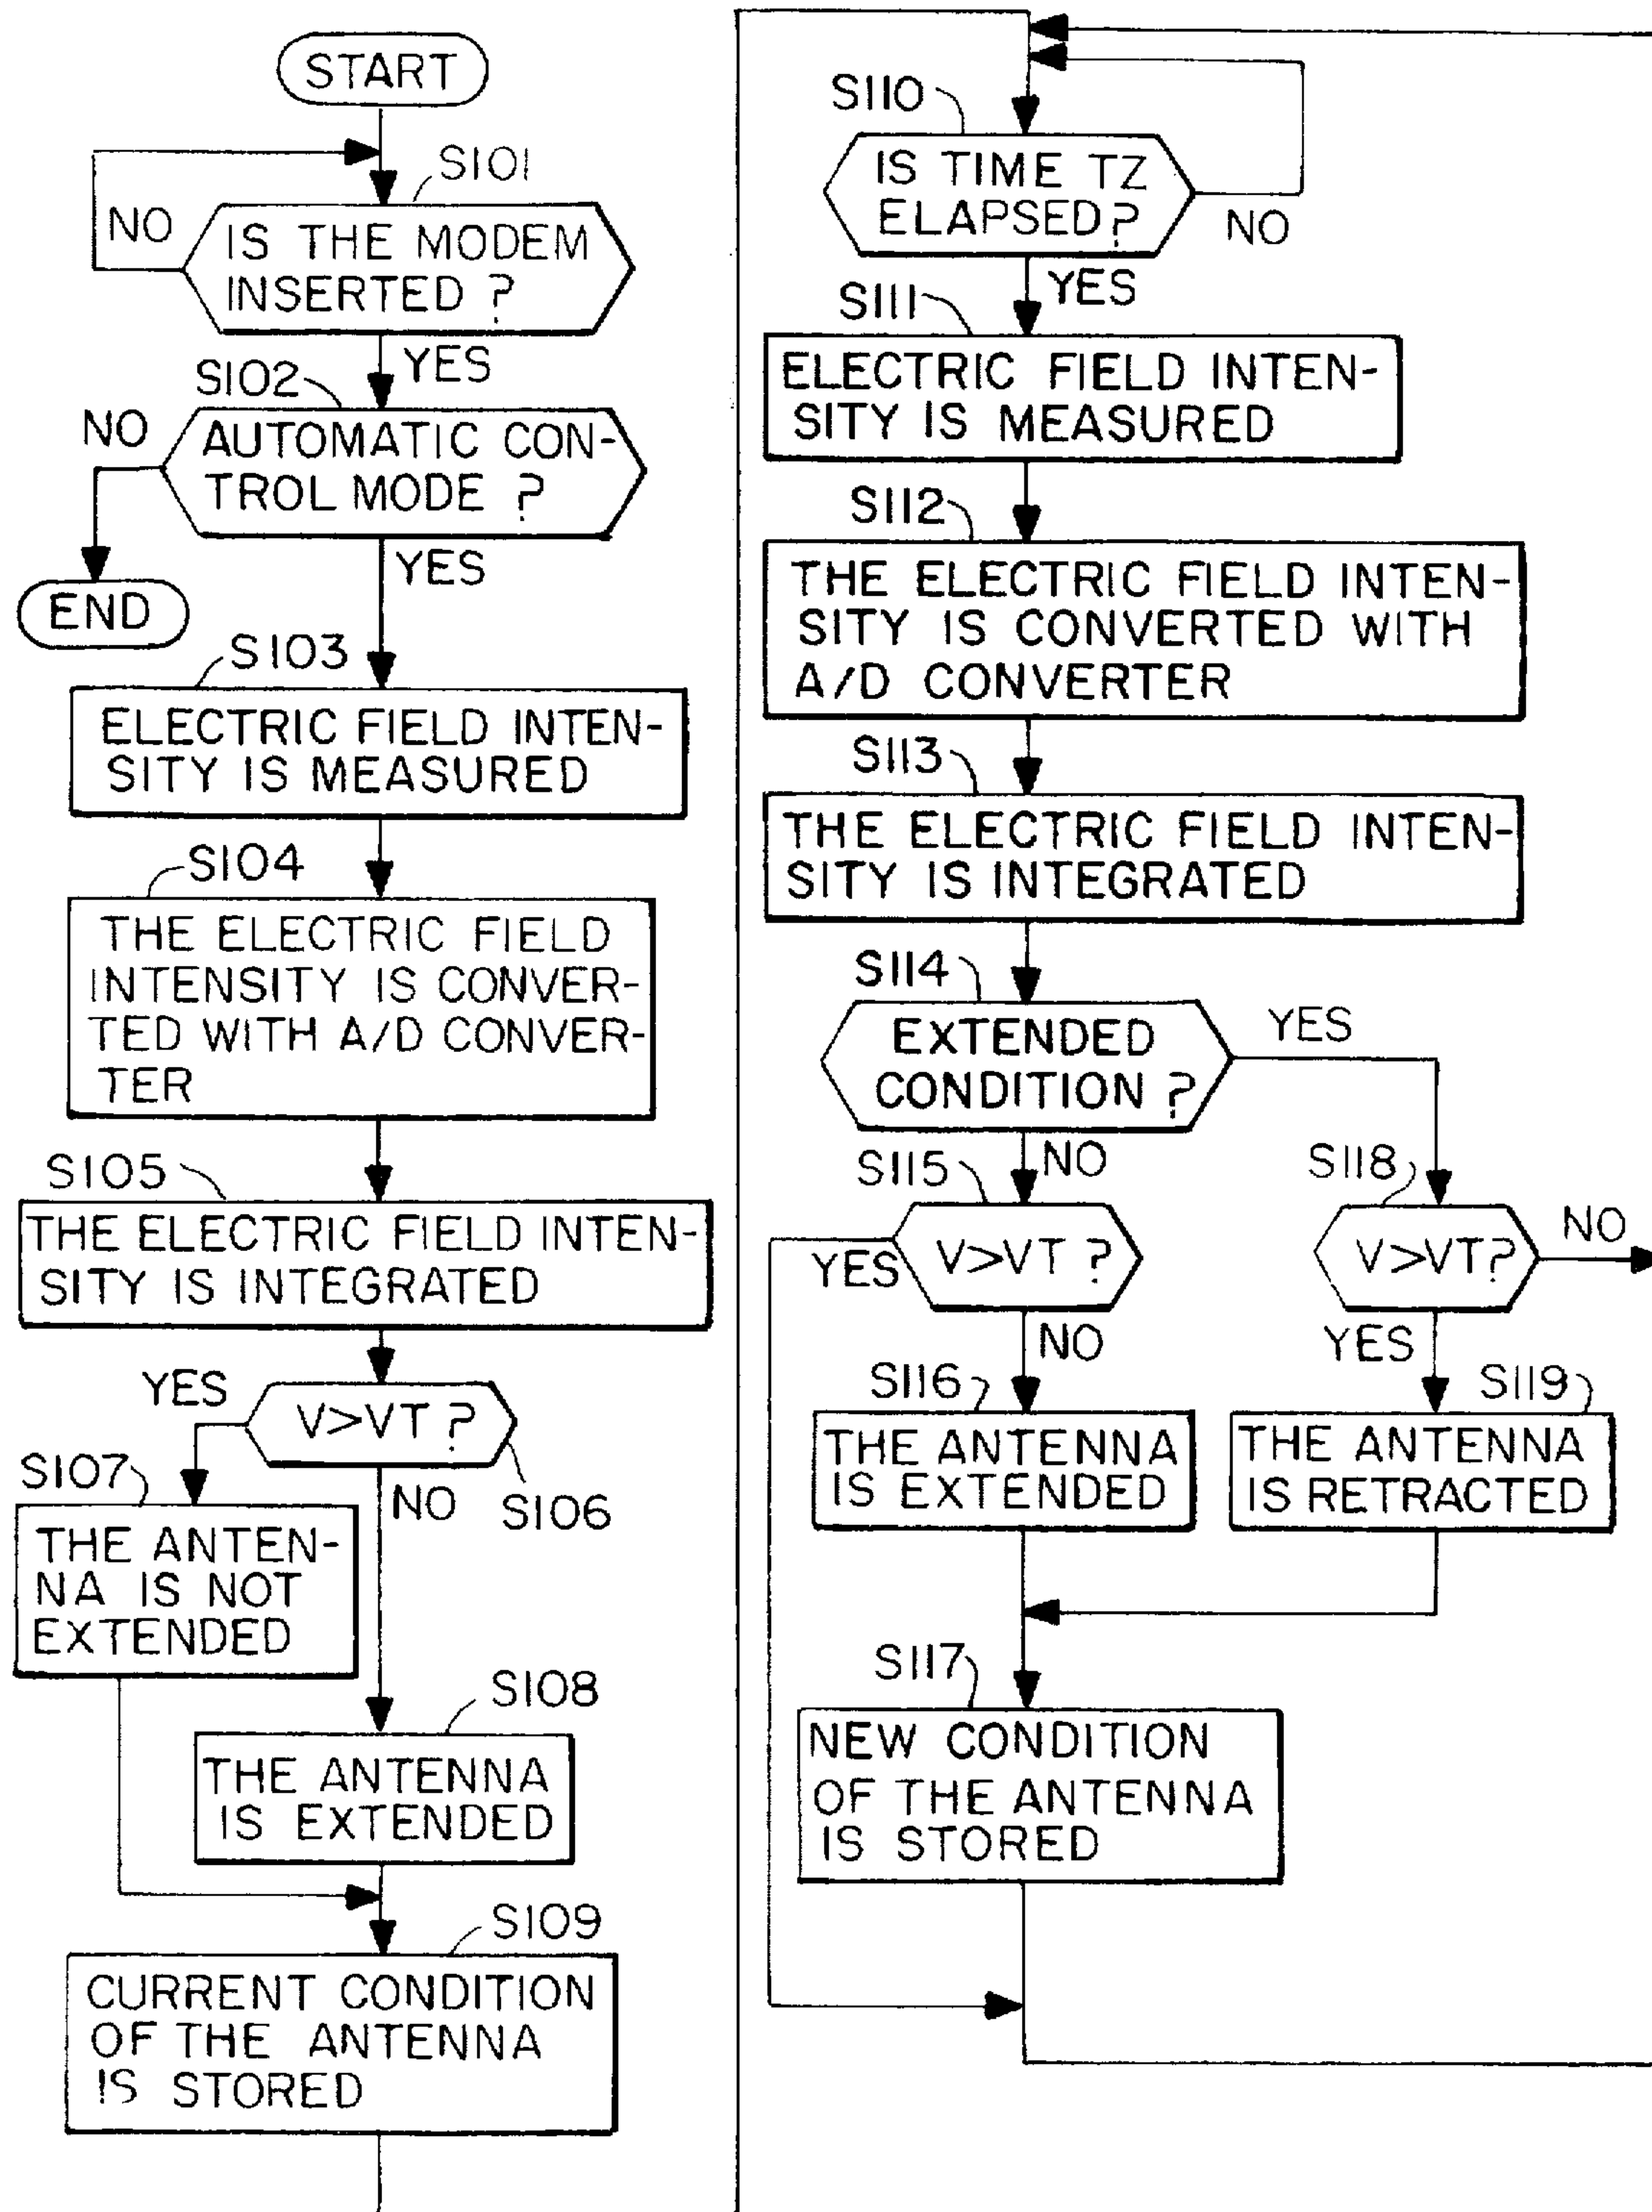 START
S101
NO
IS THE MODEM
INSERTED ?
YES
S102
NO
AUTOMATIC CON-
TROL MODE ?
YES
END
S103
ELECTRIC FIELD INTEN-
SITY IS MEASURED
S104
THE ELECTRIC FIELD
INTENSITY IS CONVER-
TED WITH A/D CONVER-
TER
S105
THE ELECTRIC FIELD INTEN-
SITY IS INTEGRATED
YES
V>VT ?
S107
NO
S106
THE ANTEN-
NA IS NOT
EXTENDED
S108
THE ANTENNA
IS EXTENDED
S109
CURRENT CONDITION
OF THE ANTENNA
IS STORED
S110
IS TIME TZ
ELAPSED ?
NO
YES
S111
ELECTRIC FIELD INTEN-
SITY IS MEASURED
S112
THE ELECTRIC FIELD INTEN-
SITY IS CONVERTED WITH
A/D CONVERTER
S113
THE ELECTRIC FIELD INTEN-
SITY IS INTEGRATED
S114
YES
EXTENDED
CONDITION ?
NO
S115
S118
NO
YES
V>VT ?
V>VT?
NO
YES
S116
S119
THE ANTENNA
IS EXTENDED
THE ANTENNA
IS RETRACTED
S117
NEW CONDITION
OF THE ANTENNA
IS STORED